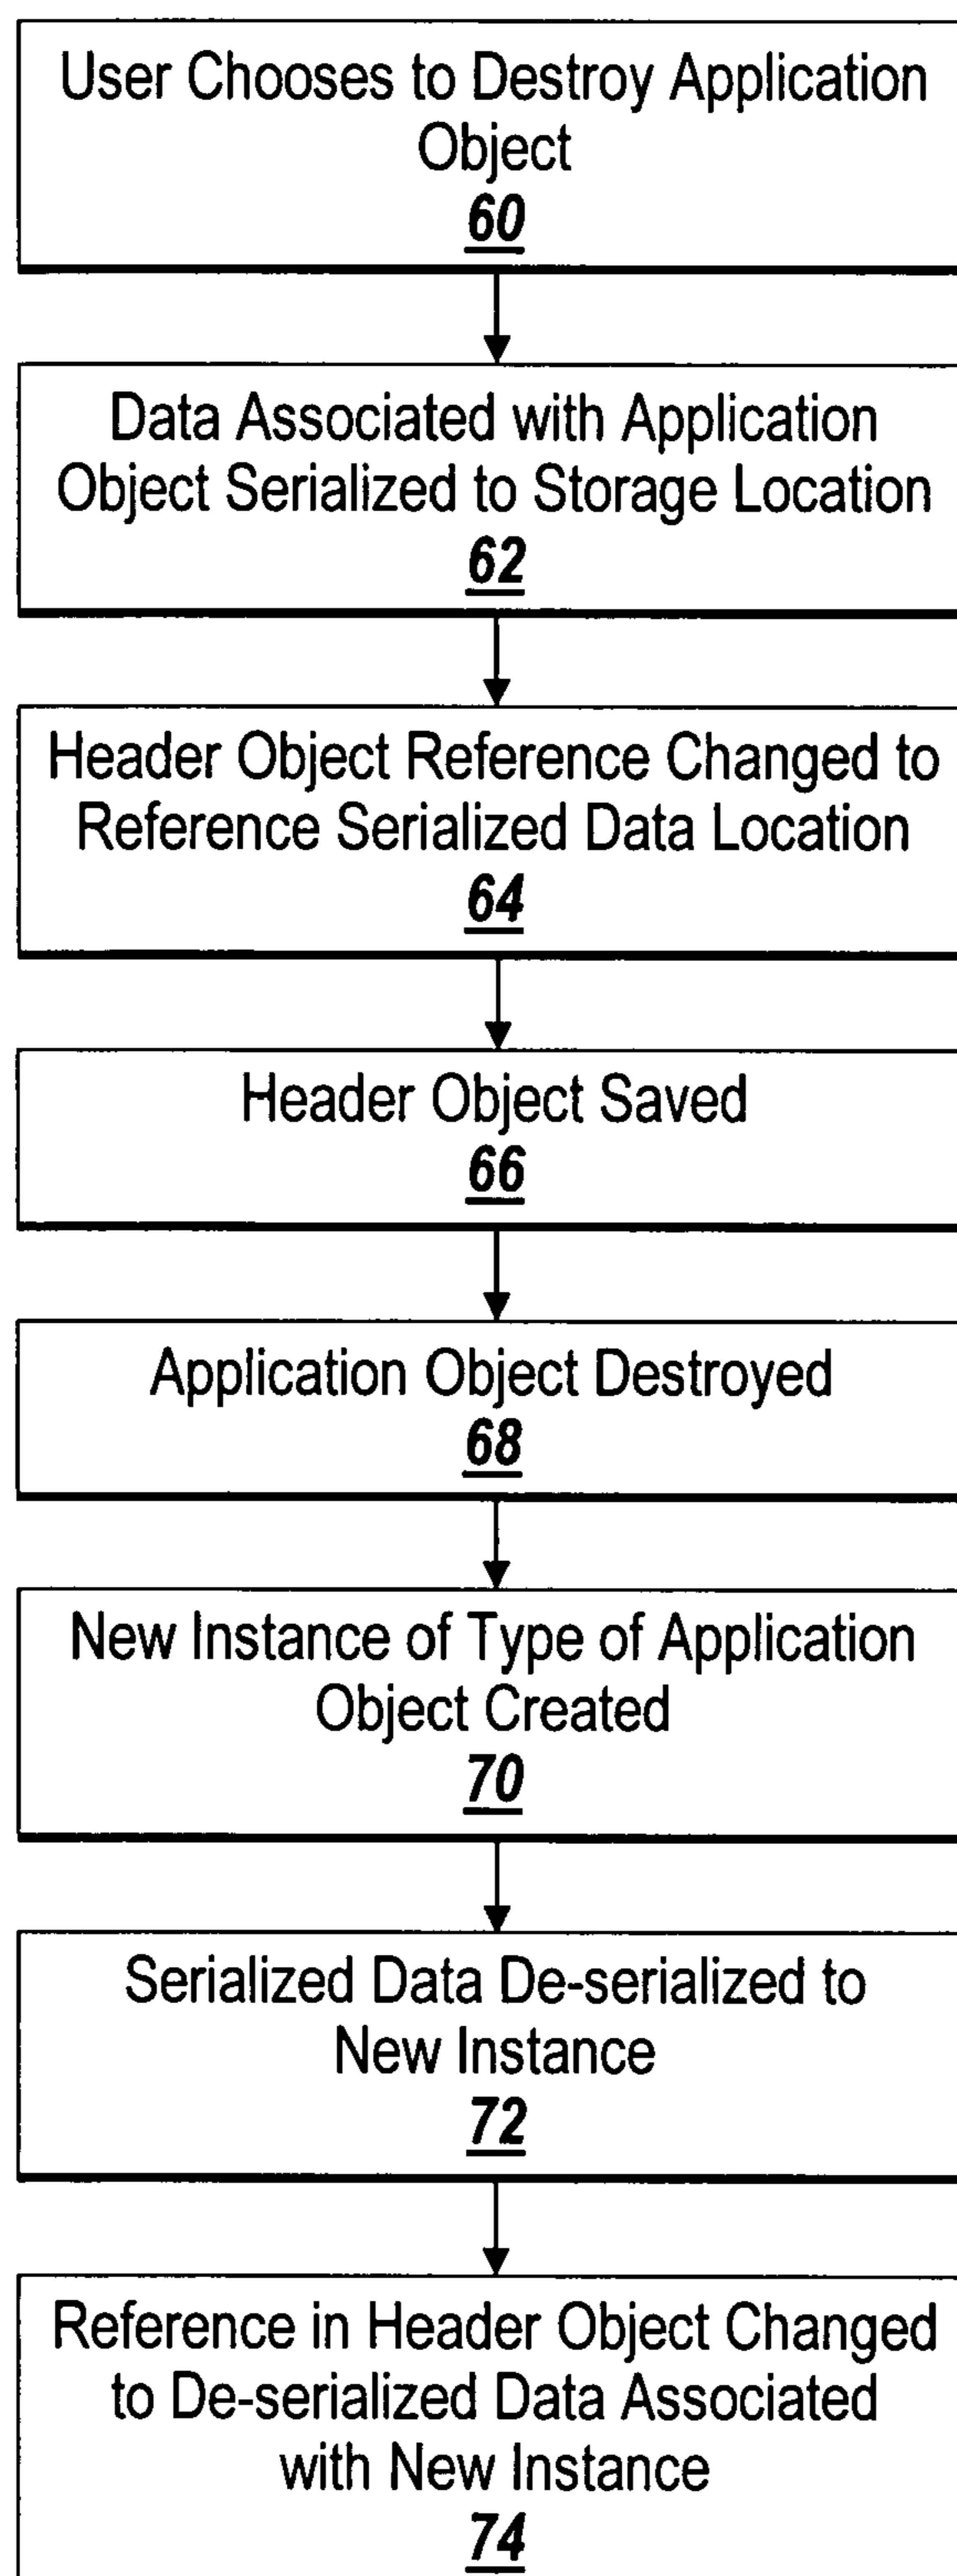 User Chooses to Destroy Application
Object
60
Data Associated with Application
Object Serialized to Storage Location
62
Header Object Reference Changed to
Reference Serialized Data Location
64
Header Object Saved
66
Application Object Destroyed
68
New Instance of Type of Application
Object Created
70
Serialized Data De-serialized to
New Instance
72
Reference in Header Object Changed
to De-serialized Data Associated
with New Instance
74